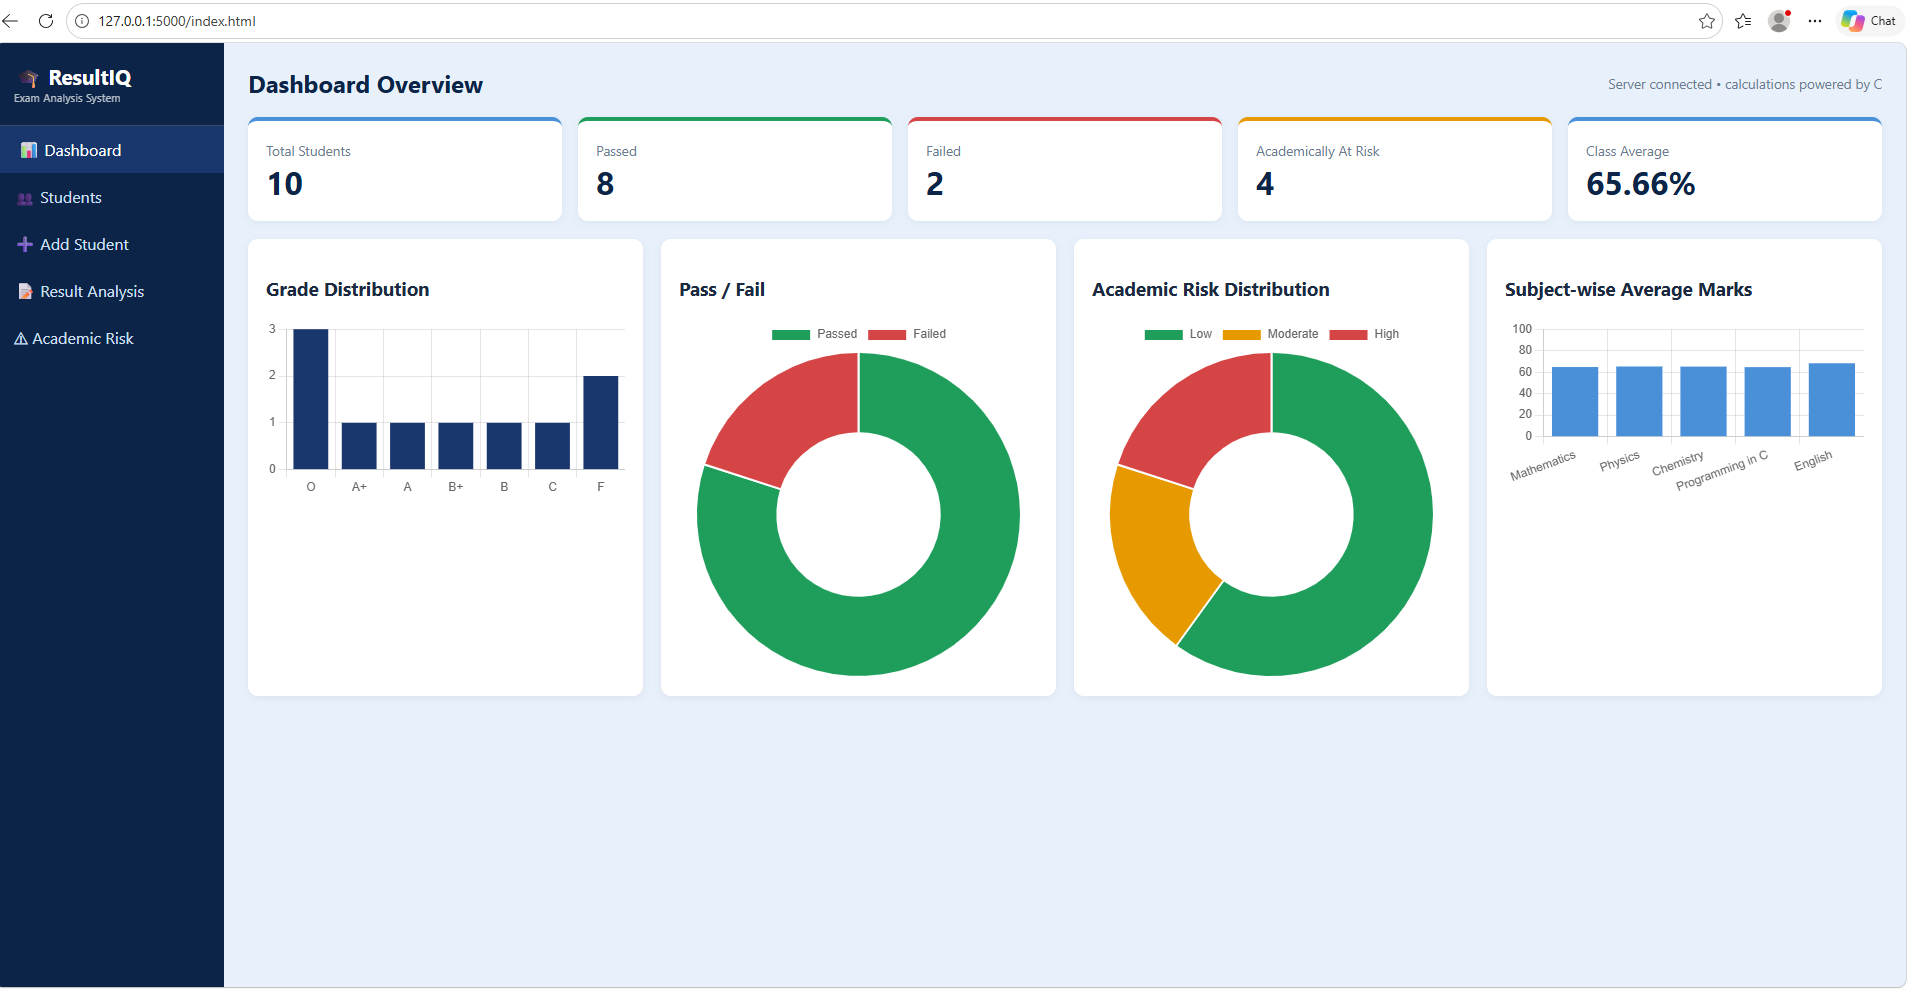 127.0.0.1:5000/index.html
Chat
ResultIQ
Exam Analysis System
Dashboard
Students
Add Student
Result Analysis
Academic Risk
Dashboard Overview
Server connected • calculations powered by C
Total Students
10
Passed
8
Failed
2
Academically At Risk
4
Class Average
65.66%
Grade Distribution
3
2
1
0
O A+ A B+ B C F
Pass / Fail
Passed Failed
Academic Risk Distribution
Low Moderate High
Subject-wise Average Marks
100
80
60
40
20
0
Mathematics Physics Chemistry Programming in C English